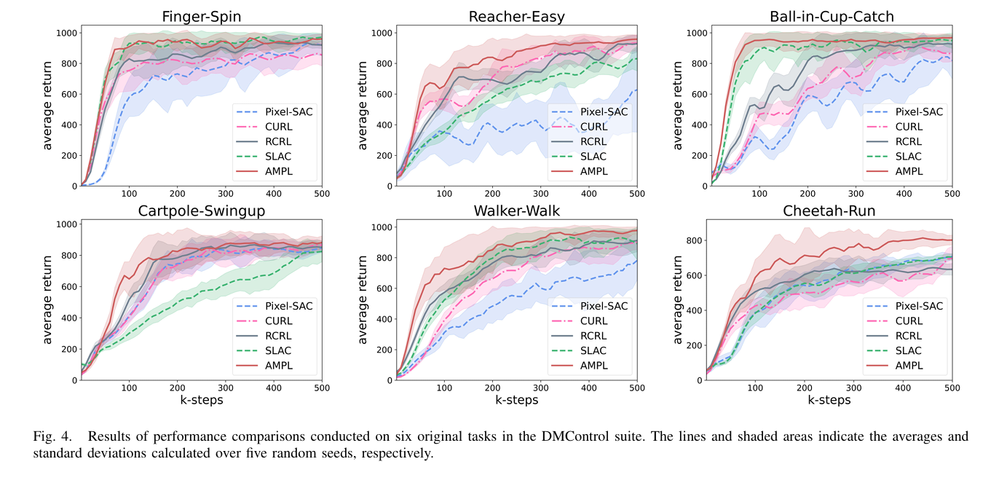 Finger-Spin
1000
800
600
400
200
0
average return
100 200 300 400 500
Pixel-SAC
CURL
RCRL
SLAC
AMPL
Reacher-Easy
1000
800
600
400
200
0
average return
100 200 300 400 500
Pixel-SAC
CURL
RCRL
SLAC
AMPL
Ball-in-Cup-Catch
1000
800
600
400
200
0
average return
100 200 300 400 500
Pixel-SAC
CURL
RCRL
SLAC
AMPL
Cartpole-Swingup
1000
800
600
400
200
0
average return
100 200 300 400 500
k-steps
Pixel-SAC
CURL
RCRL
SLAC
AMPL
Walker-Walk
1000
800
600
400
200
0
average return
100 200 300 400 500
k-steps
Pixel-SAC
CURL
RCRL
SLAC
AMPL
Cheetah-Run
800
600
400
200
0
average return
100 200 300 400 500
k-steps
Pixel-SAC
CURL
RCRL
SLAC
AMPL
Fig. 4. Results of performance comparisons conducted on six original tasks in the DMControl suite. The lines and shaded areas indicate the averages and
standard deviations calculated over five random seeds, respectively.